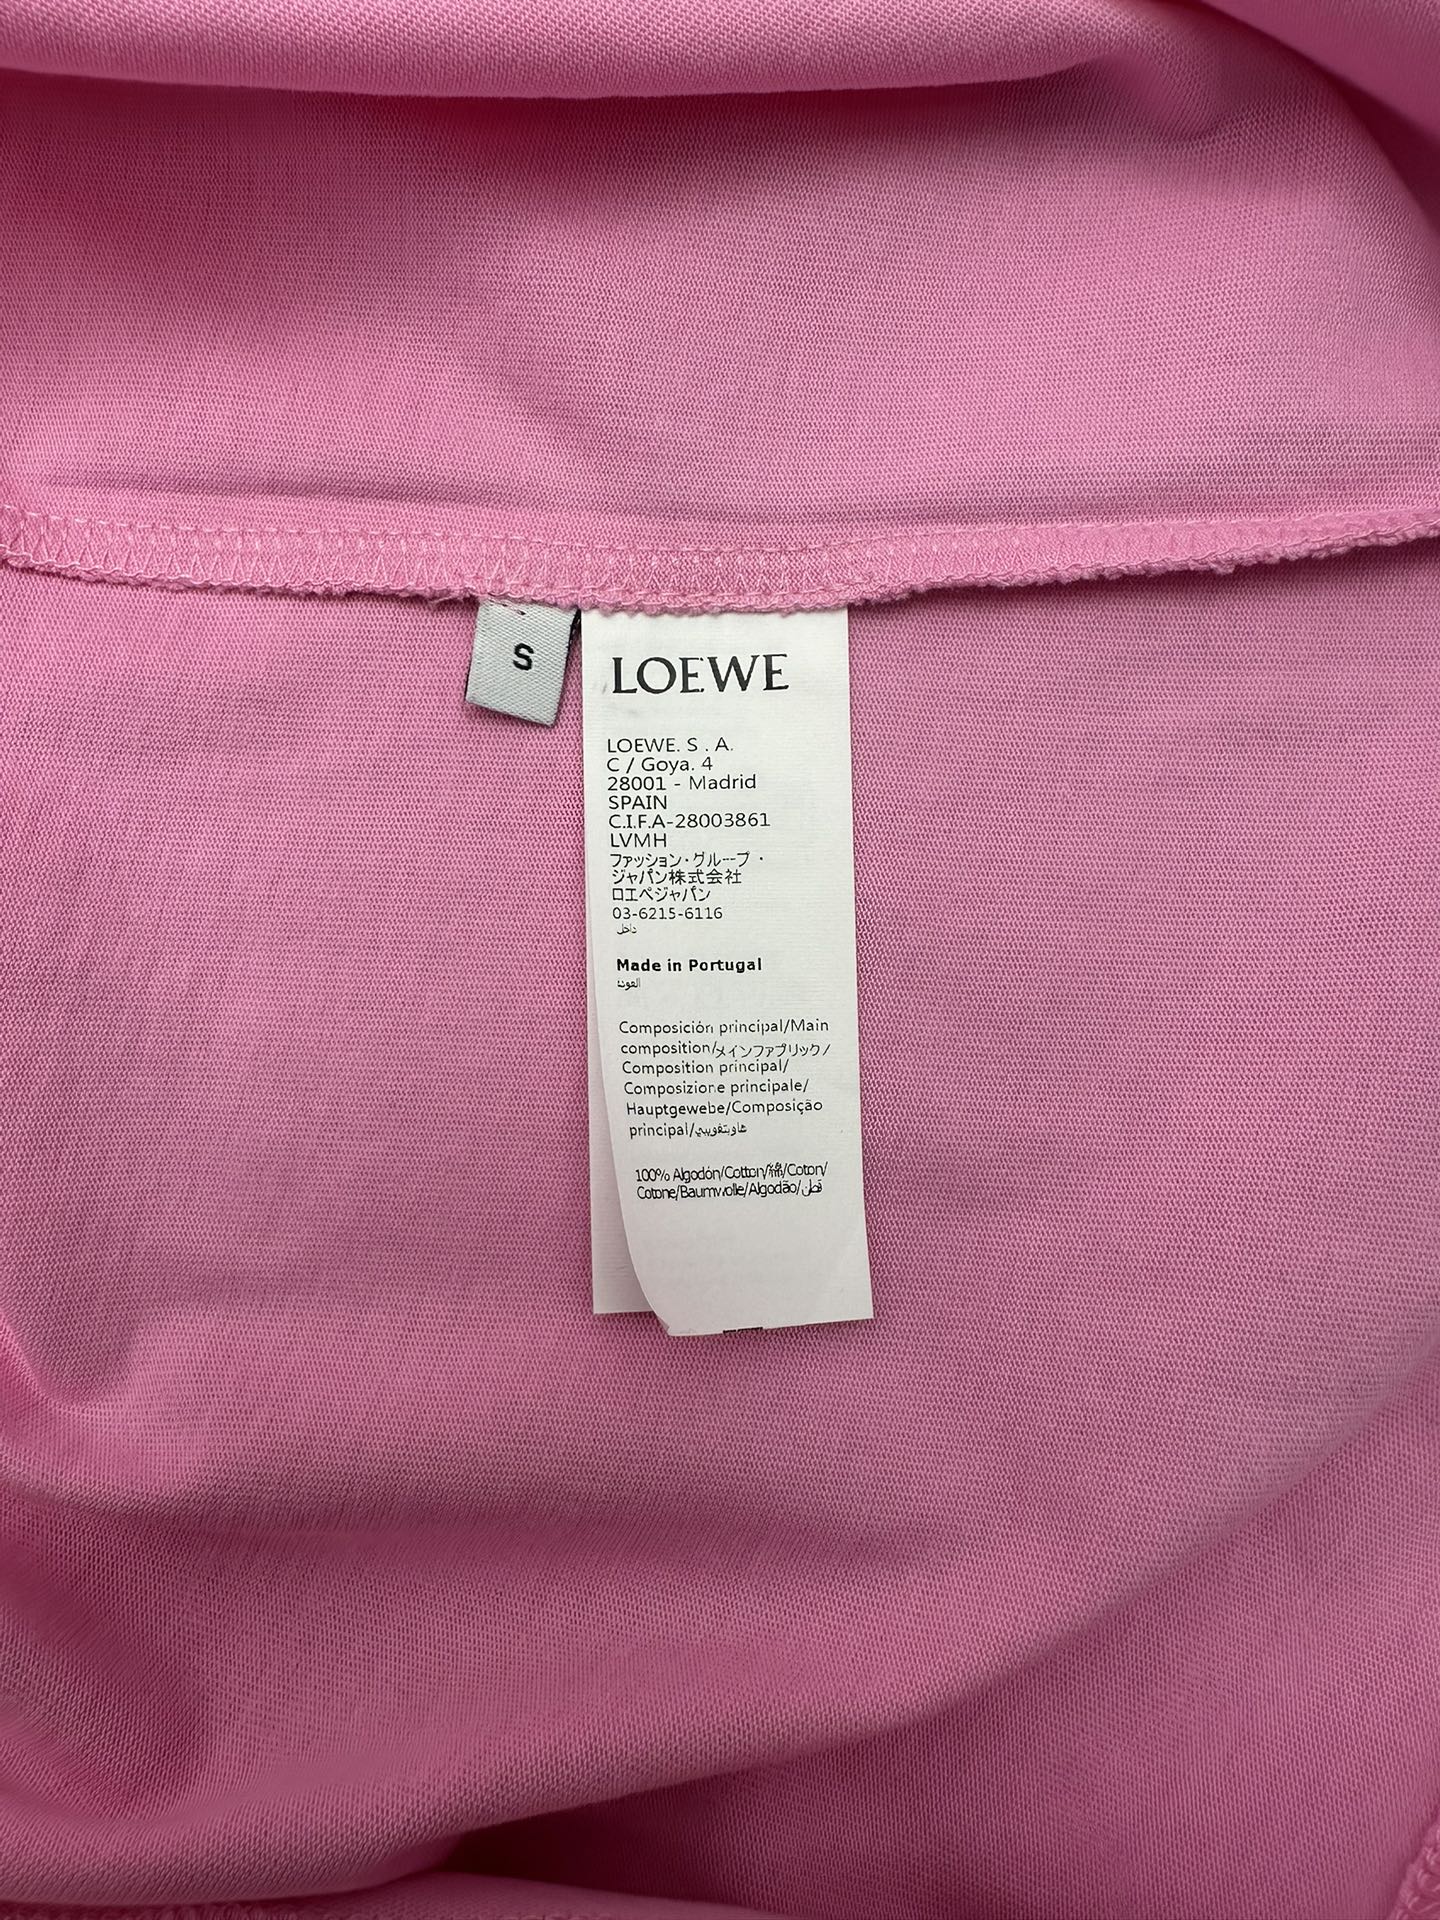 S
LOEWE
LOEWE. S . A.
C / Goya. 4
28001 - Madrid
SPAIN
C.I.F.A-28003861
LVMH
ファッション・グループ・
ジャパン株式会社
ロエベジャパン
03-6215-6116
داخل
Made in Portugal
Composición principal/Main
composition/メインファブリック/
Composition principal/
Composizione principale/
Hauptgewebe/Composição
principal/
100% Algodón/Cotton/綿/Coton/
Cotone/Baumwolle/Algodão/قطن